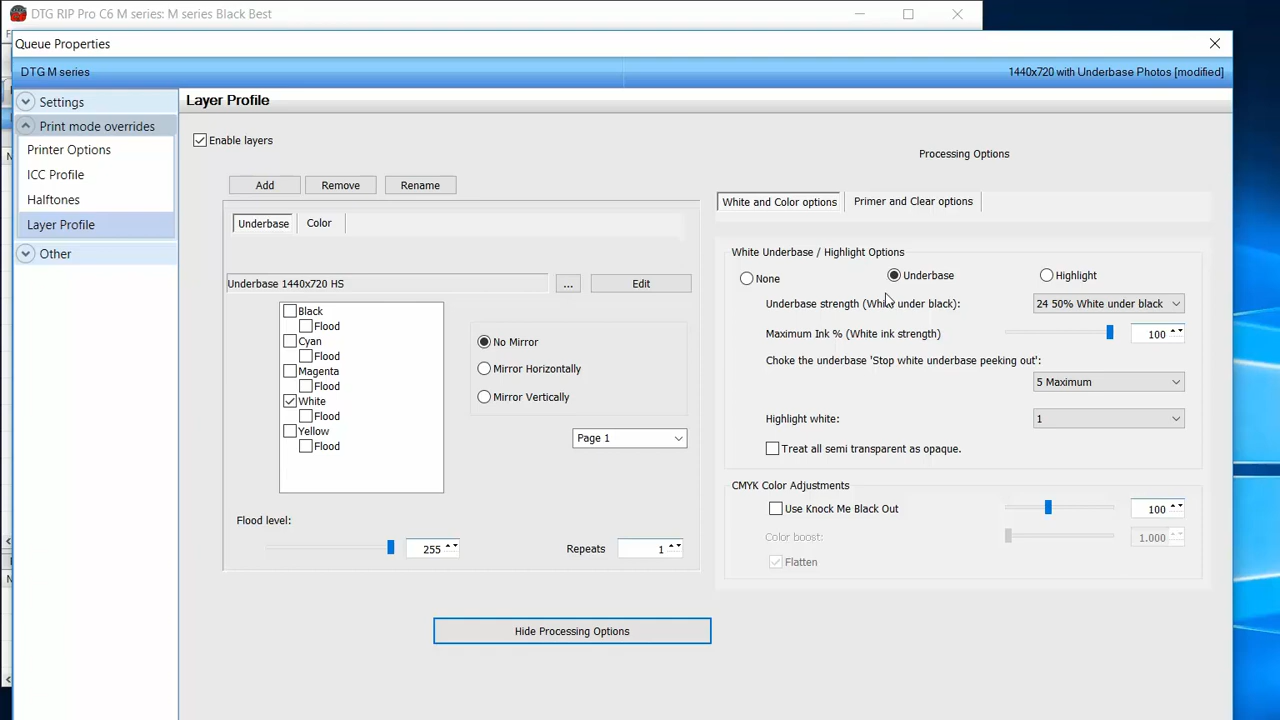 DTG RIP Pro C6 M series: M series Black Best
Queue Properties
DTG M series
1440x720 with Underbase Photos [modified]
Settings
Print mode overrides
Printer Options
ICC Profile
Halftones
Layer Profile
Other
Layer Profile
Enable layers
Add
Remove
Rename
Underbase
Color
Underbase 1440x720 HS
...
Edit
Black
Flood
Cyan
Flood
Magenta
Flood
White
Flood
Yellow
Flood
No Mirror
Mirror Horizontally
Mirror Vertically
Page 1
Flood level:
255
Repeats
1
Hide Processing Options
Processing Options
White and Color options
Primer and Clear options
White Underbase / Highlight Options
None
Underbase
Highlight
Underbase strength (White under black):
24 50% White under black
Maximum Ink % (White ink strength)
100
Choke the underbase 'Stop white underbase peeking out':
5 Maximum
Highlight white:
1
Treat all semi transparent as opaque.
CMYK Color Adjustments
Use Knock Me Black Out
100
Color boost:
1.000
Flatten